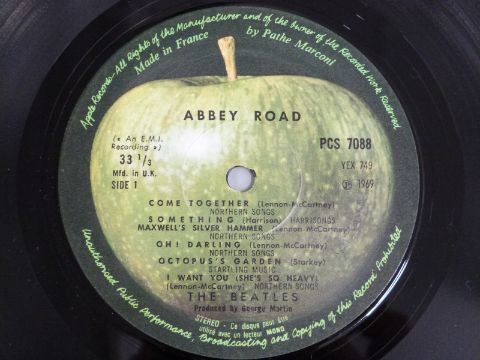 Apple Records - All Rights of the Manufacturer and of the Owner of the Recorded Work Reserved
Made in France by Pathe Marconi
ABBEY ROAD
(« An E.M.I.
Recording »)
33 1/3
Mfd. in U.K.
SIDE 1
PCS 7088
YEX 749
℗ 1969
COME TOGETHER (Lennon-McCartney)
NORTHERN SONGS
SOMETHING (Harrison) HARRISONGS
MAXWELL'S SILVER HAMMER (Lennon-McCartney)
NORTHERN SONGS
OH! DARLING (Lennon-McCartney)
NORTHERN SONGS
OCTOPUS'S GARDEN (Starkey)
STARTLING MUSIC
I WANT YOU (SHE'S SO HEAVY)
(Lennon-McCartney) NORTHERN SONGS
THE BEATLES
Produced by George Martin
STEREO - Ce disque peut être
utilisé avec un lecteur MONO
Unauthorised Public Performance, Broadcasting and Copying of this Record Prohibited